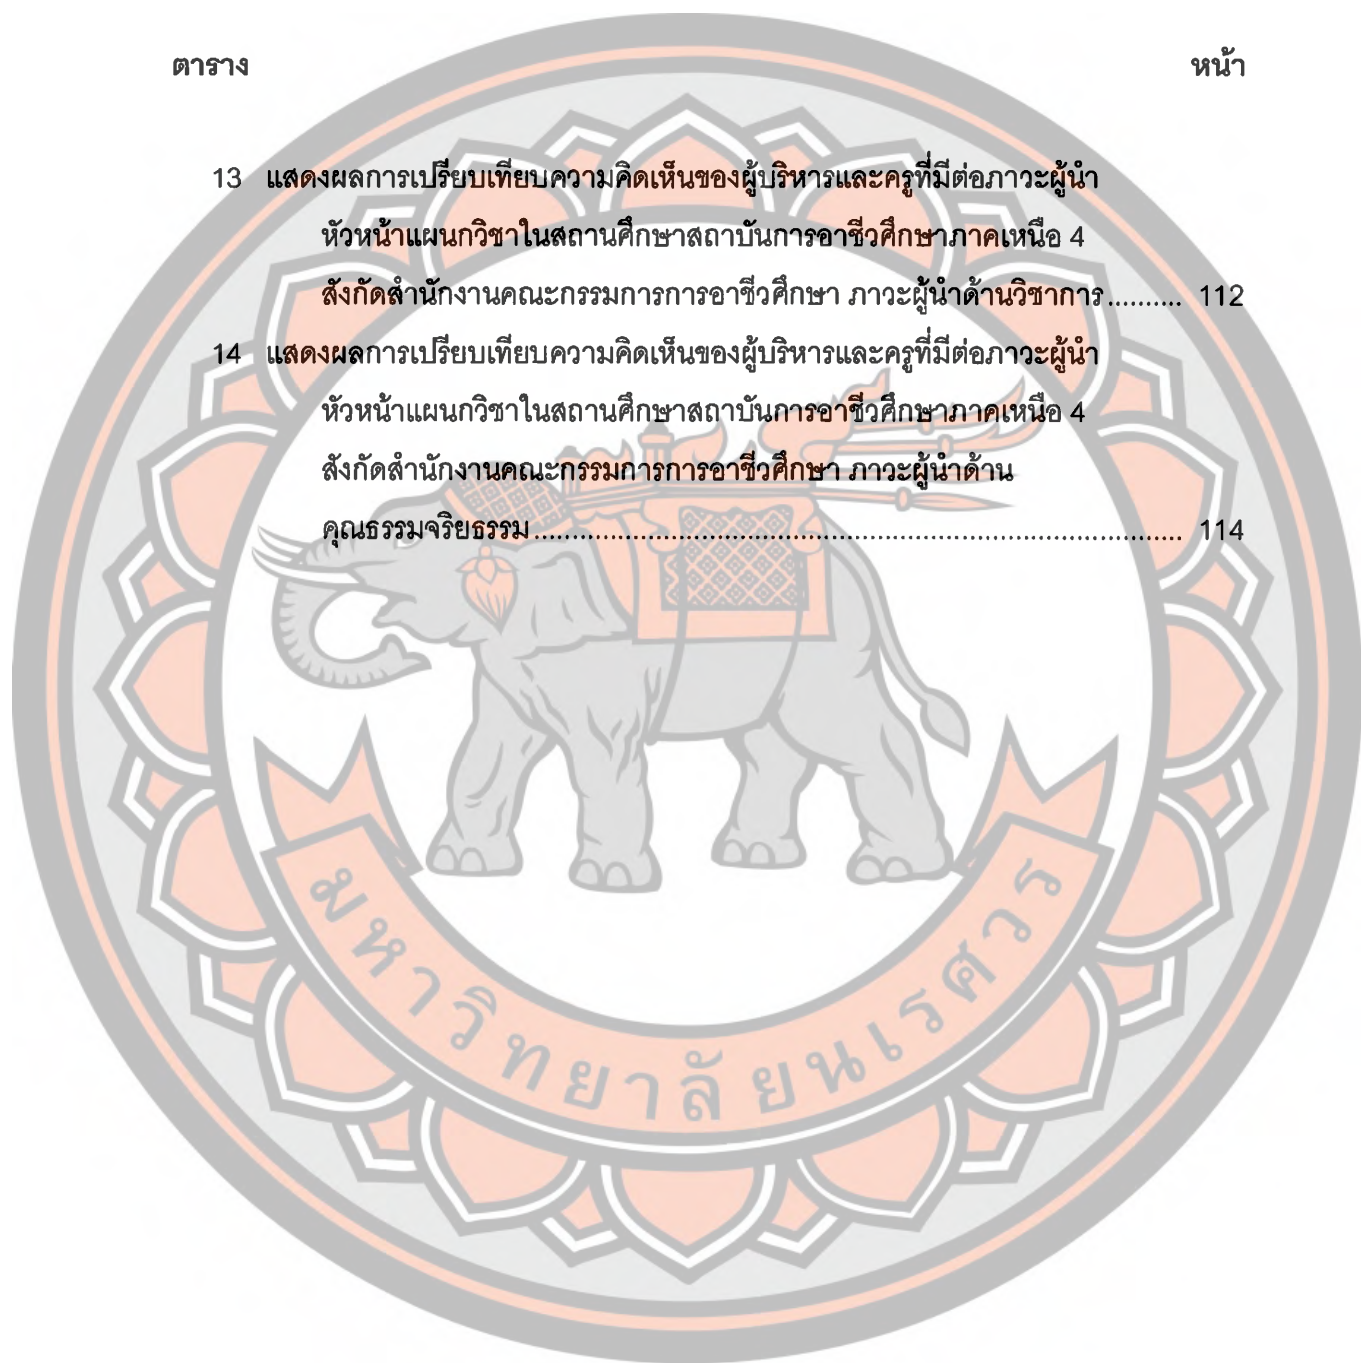 ตาราง หน้า
13 แสดงผลการเปรียบเทียบความคิดเห็นของผู้บริหารและครูที่มีต่อภาวะผู้นำ
หัวหน้าแผนกวิชาในสถานศึกษาสถาบันการอาชีวศึกษาภาคเหนือ 4
สังกัดสำนักงานคณะกรรมการการอาชีวศึกษา ภาวะผู้นำด้านวิชาการ.......... 112
14 แสดงผลการเปรียบเทียบความคิดเห็นของผู้บริหารและครูที่มีต่อภาวะผู้นำ
หัวหน้าแผนกวิชาในสถานศึกษาสถาบันการอาชีวศึกษาภาคเหนือ 4
สังกัดสำนักงานคณะกรรมการการอาชีวศึกษา ภาวะผู้นำด้าน
คุณธรรมจริยธรรม.................................................................................... 114
มหาวิทยาลัยนเรศวร